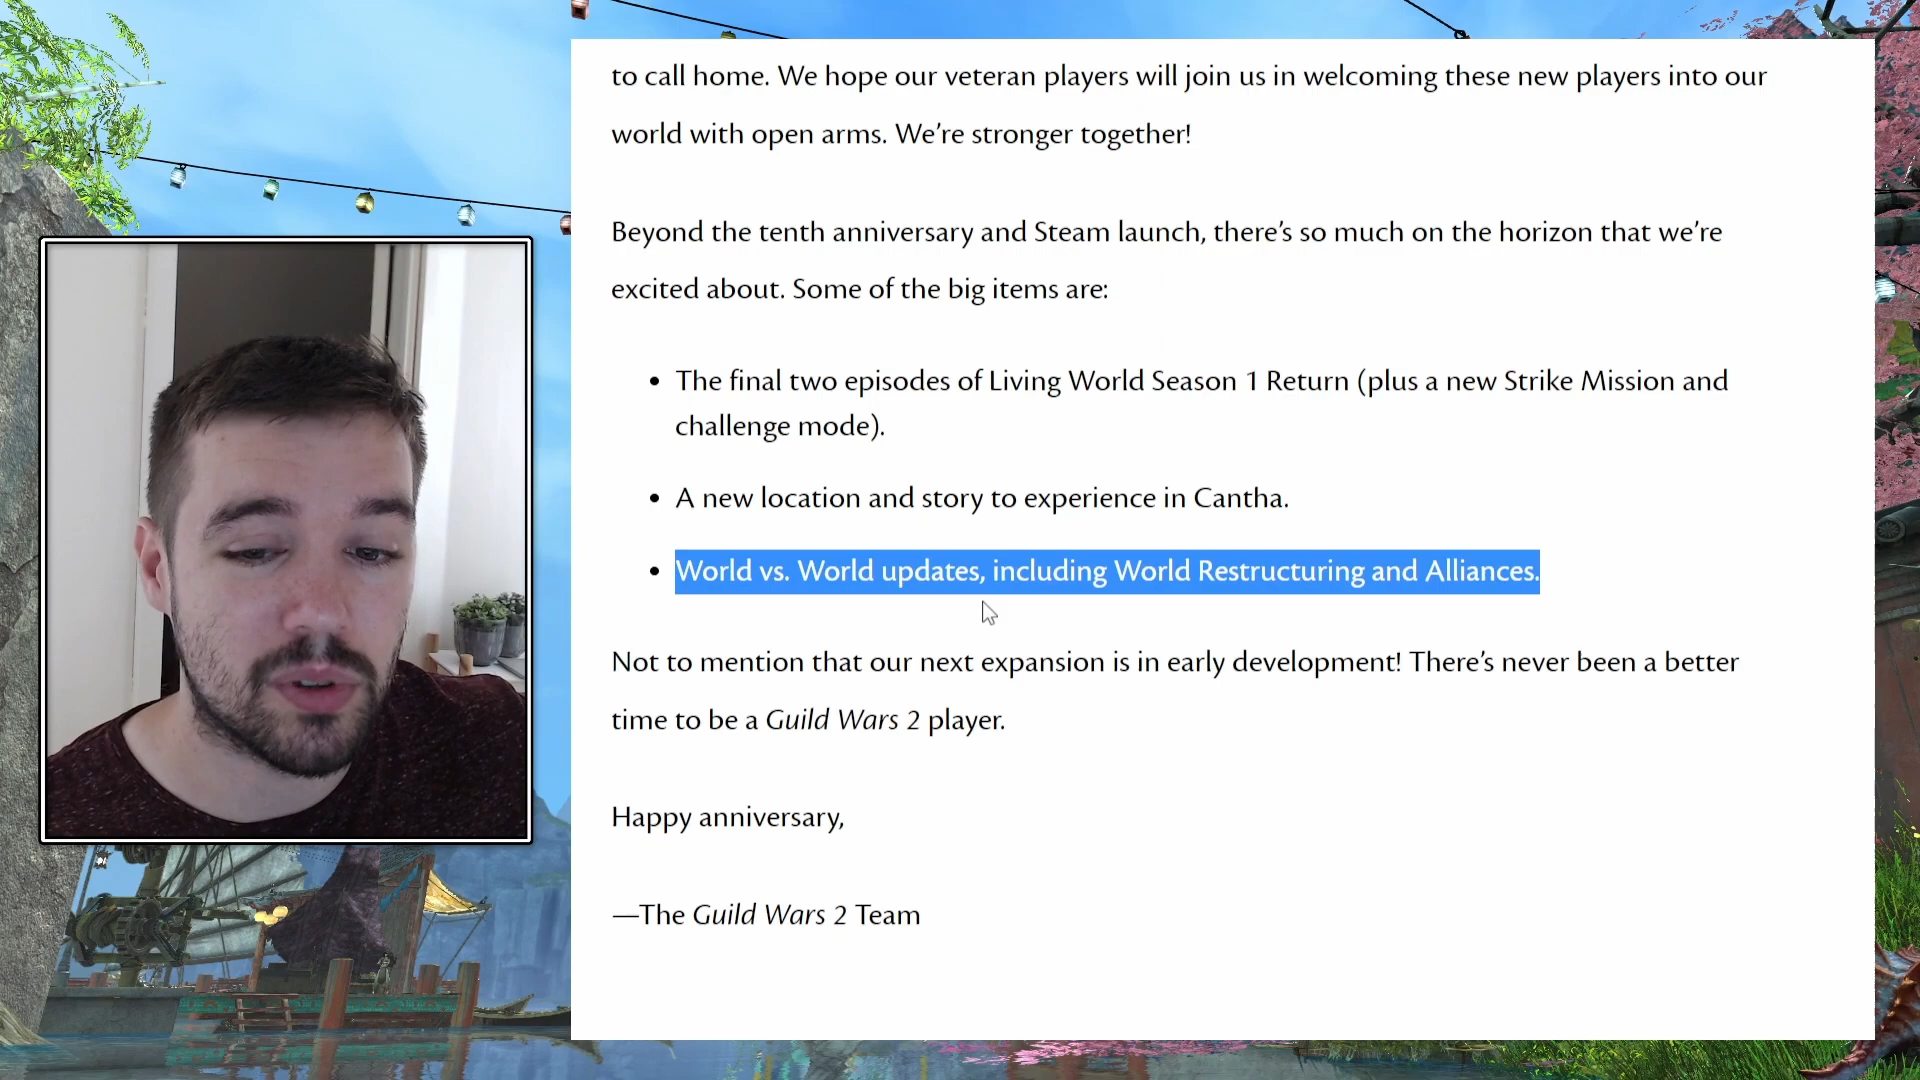 to call home. We hope our veteran players will join us in welcoming these new players into our
world with open arms. We’re stronger together!
Beyond the tenth anniversary and Steam launch, there’s so much on the horizon that we’re
excited about. Some of the big items are:
• The final two episodes of Living World Season 1 Return (plus a new Strike Mission and
challenge mode).
• A new location and story to experience in Cantha.
• World vs. World updates, including World Restructuring and Alliances.
Not to mention that our next expansion is in early development! There’s never been a better
time to be a Guild Wars 2 player.
Happy anniversary,
—The Guild Wars 2 Team